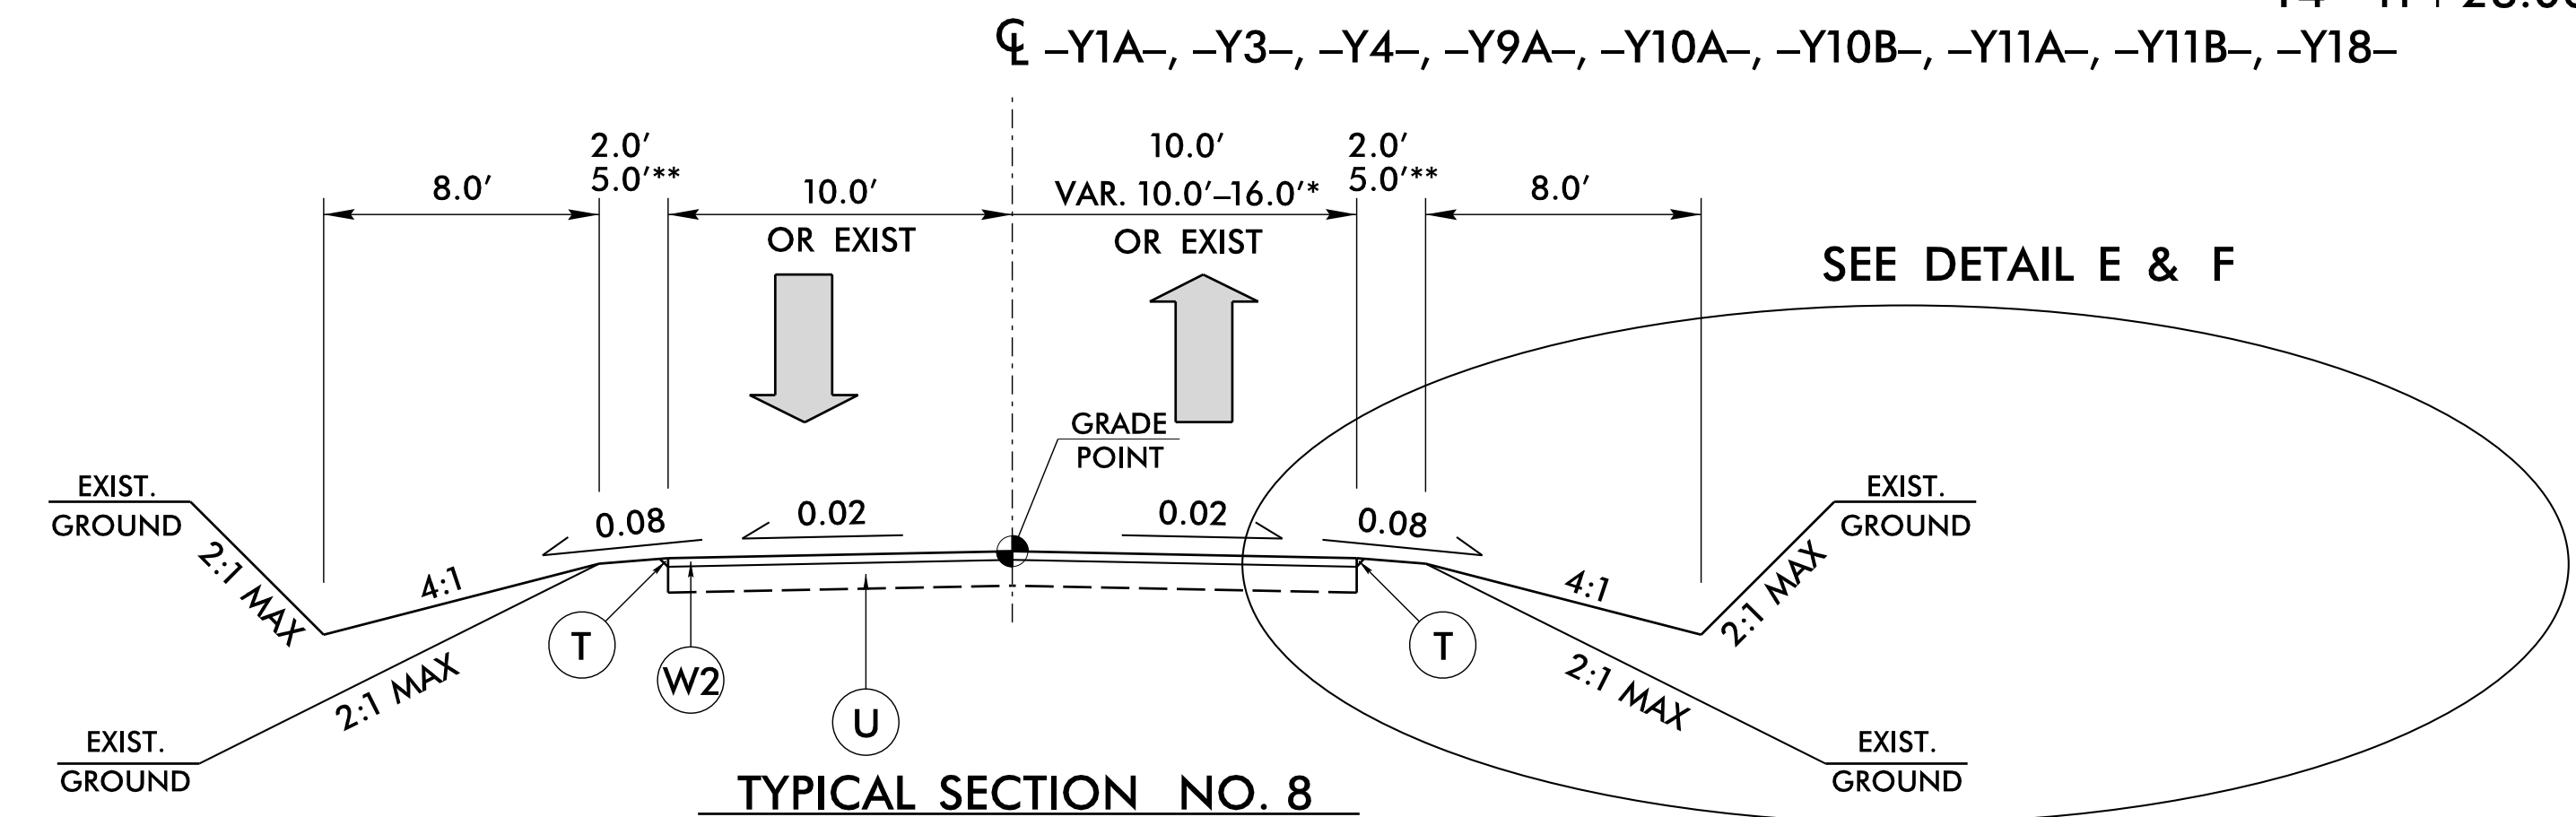 ℄ –Y1A–, –Y3–, –Y4–, –Y9A–, –Y10A–, –Y10B–, –Y11A–, –Y11B–, –Y18–
2.0'
5.0'**
10.0'
2.0'
5.0'**
8.0'
10.0'
VAR. 10.0'–16.0'*
8.0'
OR EXIST
OR EXIST
SEE DETAIL E & F
GRADE
POINT
EXIST.
GROUND
0.08
0.02
0.02
0.08
EXIST.
GROUND
2:1 MAX
4:1
4:1
2:1 MAX
T
W2
U
T
2:1 MAX
2:1 MAX
EXIST.
GROUND
EXIST.
GROUND
TYPICAL SECTION NO. 8